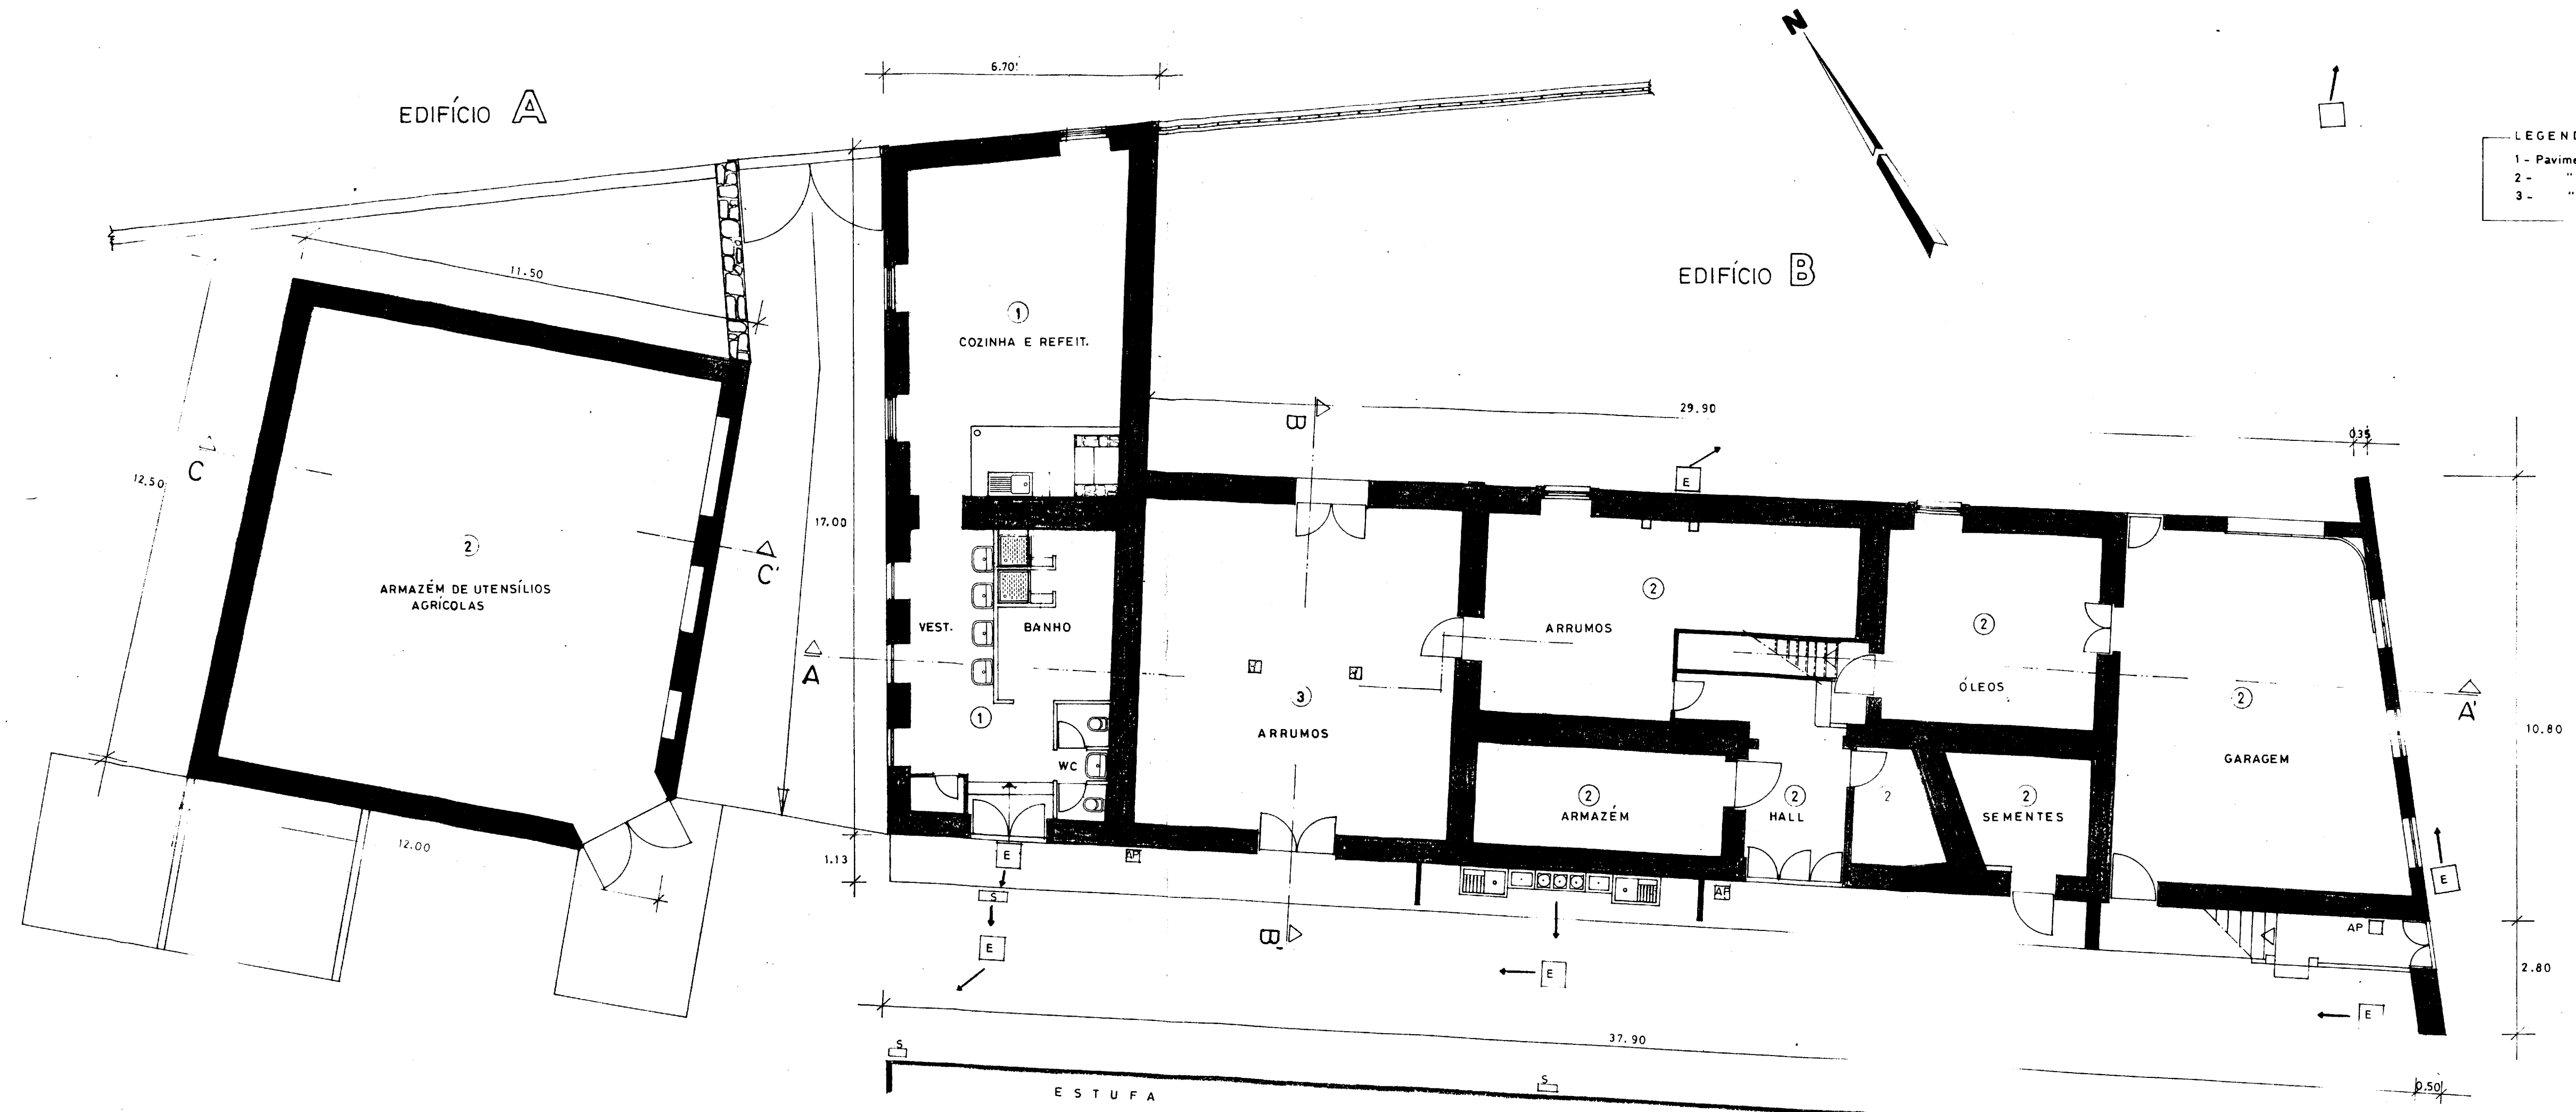 EDIFÍCIO A
6.70
N
LEGEND
1 - Pavime
2 - "
3 - "
11.50
EDIFÍCIO B
1
COZINHA E REFEIT.
29.90
B
0.35
C
12.50
17.00
E
2
ARMAZÉM DE UTENSÍLIOS
AGRÍCOLAS
C'
VEST.
BANHO
2
ARRUMOS
2
ÓLEOS
A
1
3
ARRUMOS
2
GARAGEM
A'
10.80
WC
2
ARMAZÉM
2
HALL
2
2
SEMENTES
12.00
1.13
E
AP
S
E
AP
E
B'
E
AP
2.80
E
37.90
S
S
0.50
ESTUFA